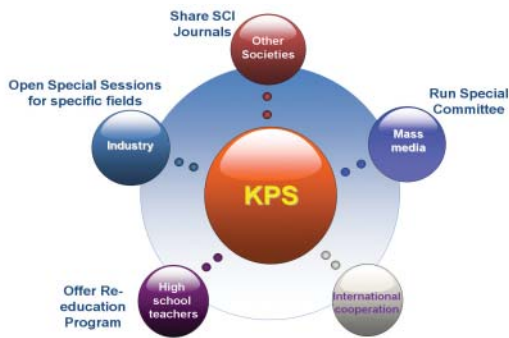 Share SCI
Journals
Other
Societies
Open Special Sessions
for specific fields
Industry
Run Special
Committee
Mass
media
KPS
Offer Re-
education
Program
High
school
teachers
International
cooperation